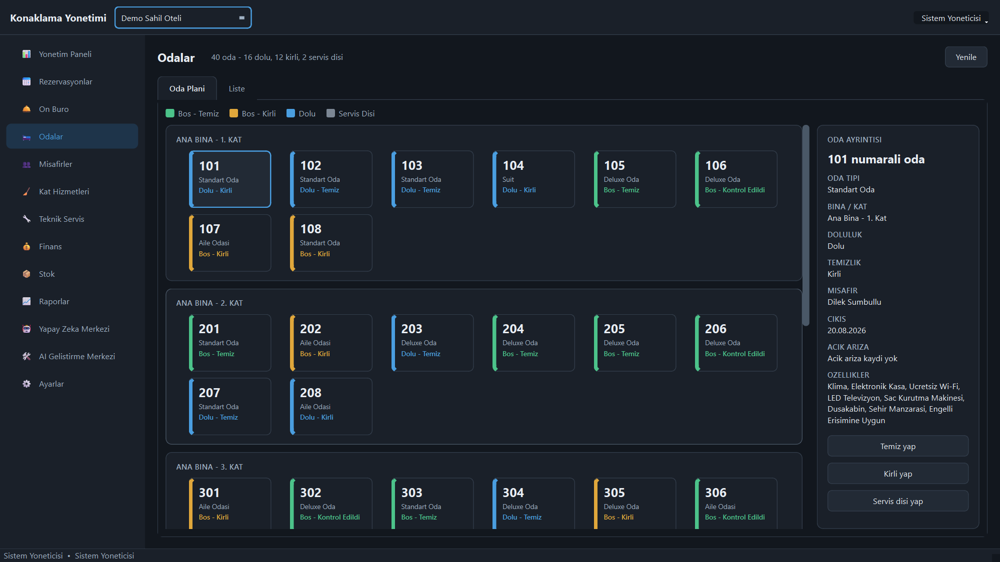 Konaklama Yonetimi
Demo Sahil Oteli
Sistem Yoneticisi
Yonetim Paneli
Rezervasyonlar
On Buro
Odalar
Misafirler
Kat Hizmetleri
Teknik Servis
Finans
Stok
Raporlar
Yapay Zeka Merkezi
AI Gelistirme Merkezi
Ayarlar
Odalar
40 oda - 16 dolu, 12 kirli, 2 servis disi
Yenile
Oda Plani
Liste
Bos - Temiz
Bos - Kirli
Dolu
Servis Disi
ANA BINA - 1. KAT
101
Standart Oda
Dolu - Kirli
102
Standart Oda
Dolu - Temiz
103
Standart Oda
Dolu - Temiz
104
Suit
Dolu - Kirli
105
Deluxe Oda
Bos - Temiz
106
Deluxe Oda
Bos - Kontrol Edildi
107
Aile Odasi
Bos - Kirli
108
Standart Oda
Bos - Kirli
ANA BINA - 2. KAT
201
Standart Oda
Bos - Temiz
202
Aile Odasi
Bos - Kirli
203
Deluxe Oda
Dolu - Temiz
204
Deluxe Oda
Bos - Temiz
205
Deluxe Oda
Bos - Temiz
206
Deluxe Oda
Bos - Kontrol Edildi
207
Standart Oda
Dolu - Temiz
208
Aile Odasi
Dolu - Kirli
ANA BINA - 3. KAT
301
Aile Odasi
Bos - Kirli
302
Deluxe Oda
Bos - Kontrol Edildi
303
Standart Oda
Bos - Temiz
304
Deluxe Oda
Dolu - Temiz
305
Deluxe Oda
Bos - Kirli
306
Aile Odasi
Bos - Kontrol Edildi
ODA AYRINTISI
101 numarali oda
ODA TIPI
Standart Oda
BINA / KAT
Ana Bina - 1. Kat
DOLULUK
Dolu
TEMIZLIK
Kirli
MISAFIR
Dilek Sumbullu
CIKIS
20.08.2026
ACIK ARIZA
Acik ariza kaydi yok
OZELLIKLER
Klima, Elektronik Kasa, Ucretsiz Wi-Fi,
LED Televizyon, Sac Kurutma Makinesi,
Dusakabin, Sehir Manzarasi, Engelli
Erisimine Uygun
Temiz yap
Kirli yap
Servis disi yap
Sistem Yoneticisi • Sistem Yoneticisi